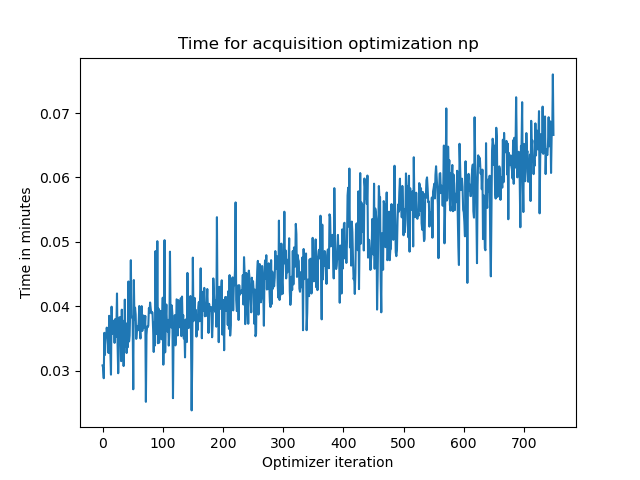 Time for acquisition optimization np
Time in minutes
0.07
0.06
0.05
0.04
0.03
0 100 200 300 400 500 600 700
Optimizer iteration